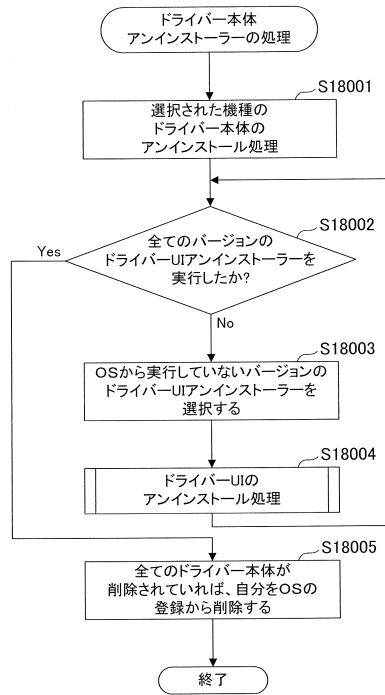 ドライバー本体
アンインストーラーの処理
S18001
選択された機種の
ドライバー本体の
アンインストール処理
S18002
全てのバージョンの
ドライバーUIアンインストーラーを
実行したか?
Yes
No
S18003
OSから実行していないバージョンの
ドライバーUIアンインストーラーを
選択する
S18004
ドライバーUIの
アンインストール処理
S18005
全てのドライバー本体が
削除されていれば、自分をOSの
登録から削除する
終了